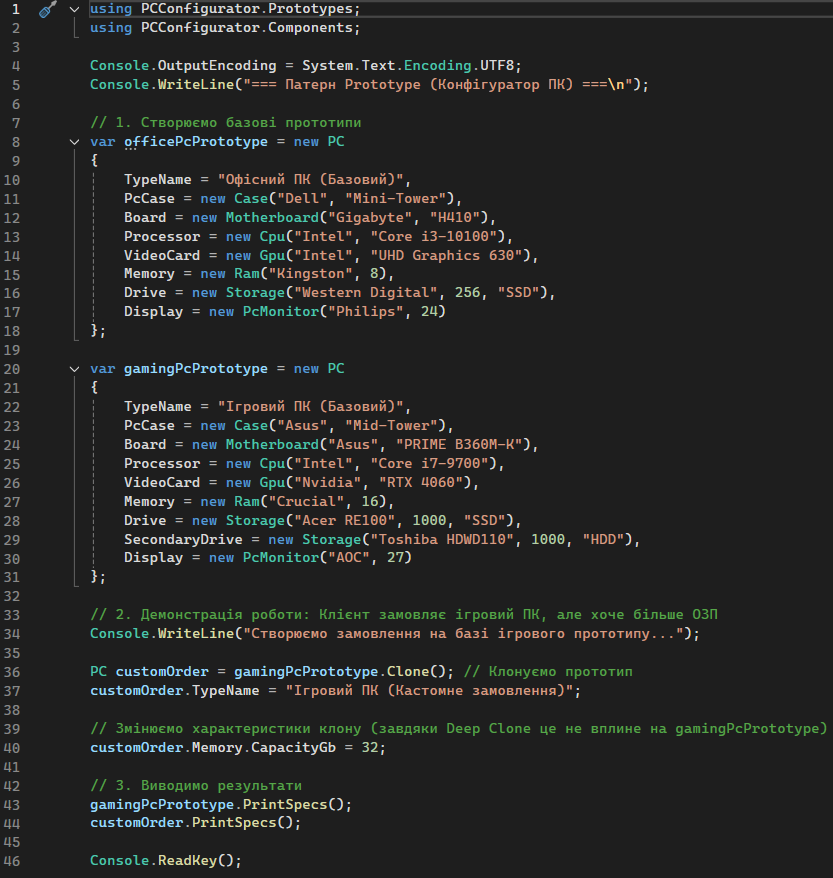 1 using PCConfigurator.Prototypes;
2 using PCConfigurator.Components;
3
4 Console.OutputEncoding = System.Text.Encoding.UTF8;
5 Console.WriteLine("=== Патерн Prototype (Конфігуратор ПК) ===\n");
6
7 // 1. Створюємо базові прототипи
8 var officePcPrototype = new PC
9 {
10     TypeName = "Офісний ПК (Базовий)",
11     PcCase = new Case("Dell", "Mini-Tower"),
12     Board = new Motherboard("Gigabyte", "H410"),
13     Processor = new Cpu("Intel", "Core i3-10100"),
14     VideoCard = new Gpu("Intel", "UHD Graphics 630"),
15     Memory = new Ram("Kingston", 8),
16     Drive = new Storage("Western Digital", 256, "SSD"),
17     Display = new PcMonitor("Philips", 24)
18 };
19
20 var gamingPcPrototype = new PC
21 {
22     TypeName = "Ігровий ПК (Базовий)",
23     PcCase = new Case("Asus", "Mid-Tower"),
24     Board = new Motherboard("Asus", "PRIME B360M-K"),
25     Processor = new Cpu("Intel", "Core i7-9700"),
26     VideoCard = new Gpu("Nvidia", "RTX 4060"),
27     Memory = new Ram("Crucial", 16),
28     Drive = new Storage("Acer RE100", 1000, "SSD"),
29     SecondaryDrive = new Storage("Toshiba HDWD110", 1000, "HDD"),
30     Display = new PcMonitor("AOC", 27)
31 };
32
33 // 2. Демонстрація роботи: Клієнт замовляє ігровий ПК, але хоче більше ОЗП
34 Console.WriteLine("Створюємо замовлення на базі ігрового прототипу...");
35
36 PC customOrder = gamingPcPrototype.Clone(); // Клонуємо прототип
37 customOrder.TypeName = "Ігровий ПК (Кастомне замовлення)";
38
39 // Змінюємо характеристики клону (завдяки Deep Clone це не вплине на gamingPcPrototype)
40 customOrder.Memory.CapacityGb = 32;
41
42 // 3. Виводимо результати
43 gamingPcPrototype.PrintSpecs();
44 customOrder.PrintSpecs();
45
46 Console.ReadKey();